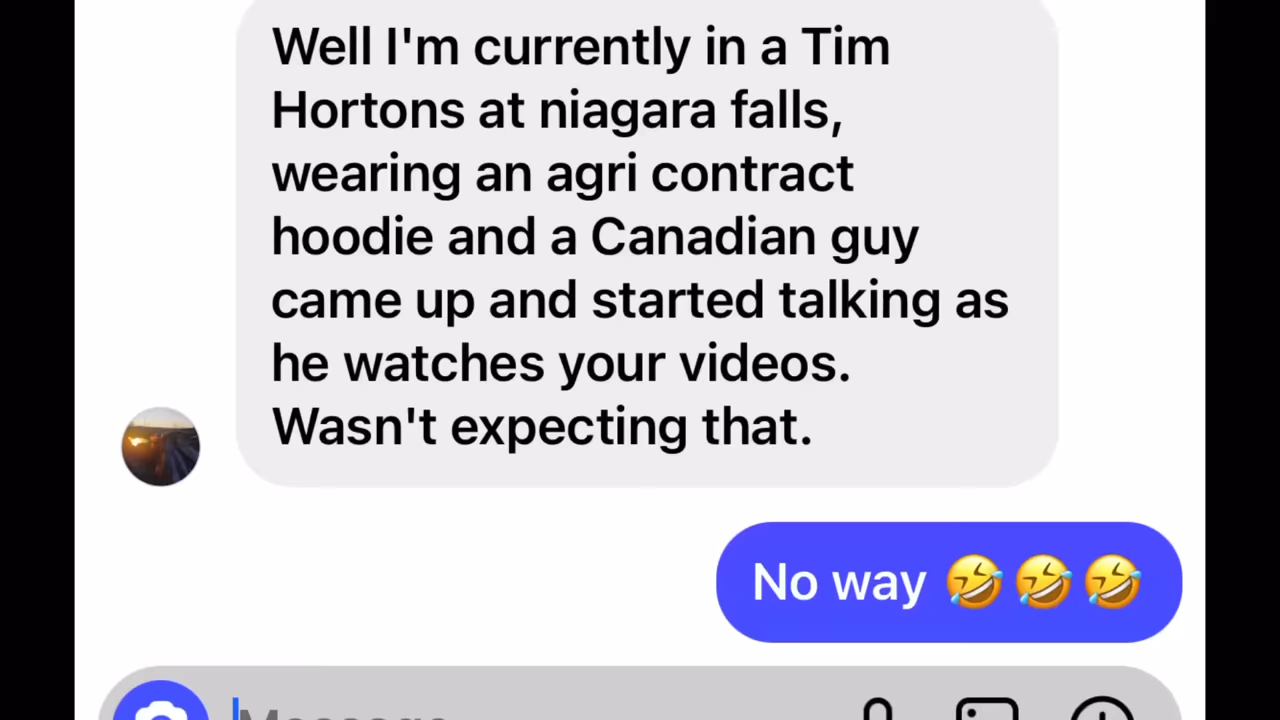 Well I'm currently in a Tim
Hortons at niagara falls,
wearing an agri contract
hoodie and a Canadian guy
came up and started talking as
he watches your videos.
Wasn't expecting that.
No way 🤣🤣🤣
Message